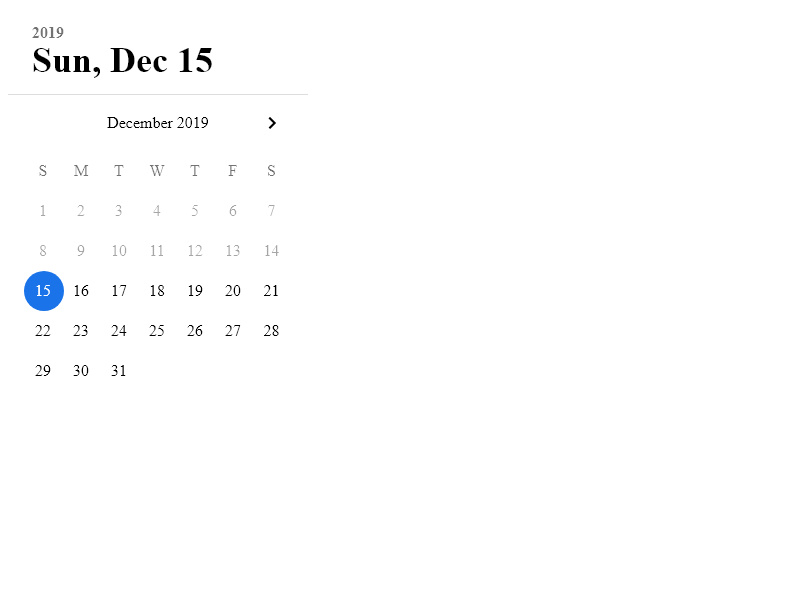 2019
Sun, Dec 15
December 2019
S M T W T F S
1 2 3 4 5 6 7
8 9 10 11 12 13 14
15 16 17 18 19 20 21
22 23 24 25 26 27 28
29 30 31